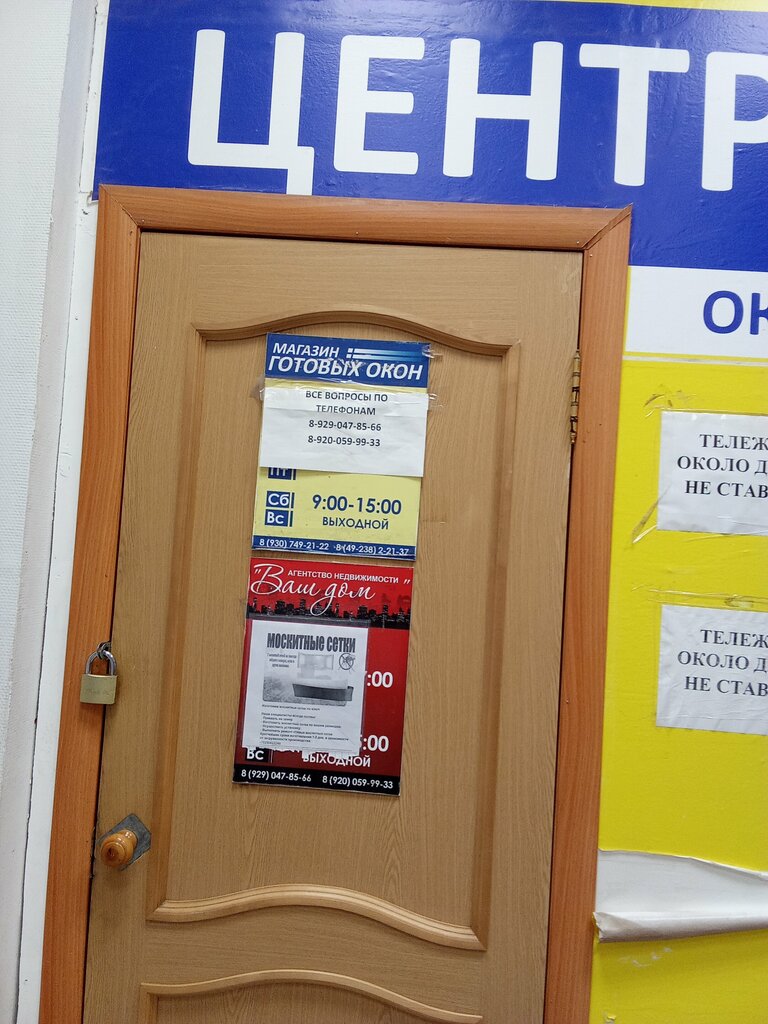 ЦЕНТР
ОК
МАГАЗИН
ГОТОВЫХ ОКОН
ВСЕ ВОПРОСЫ ПО
ТЕЛЕФОНАМ
8-929-047-85-66
8-920-059-99-33
ПТ
Сб 9:00-15:00
Вс ВЫХОДНОЙ
8 (930) 749-21-22 8-(49-238) 2-21-37
АГЕНТСТВО НЕДВИЖИМОСТИ
"Ваш дом"
МОСКИТНЫЕ СЕТКИ
:00
:00
Вс ВЫХОДНОЙ
8 (929) 047-85-66 8 (920) 059-99-33
ТЕЛЕЖ
ОКОЛО Д
НЕ СТАВ
ТЕЛЕЖ
ОКОЛО Д
НЕ СТАВ